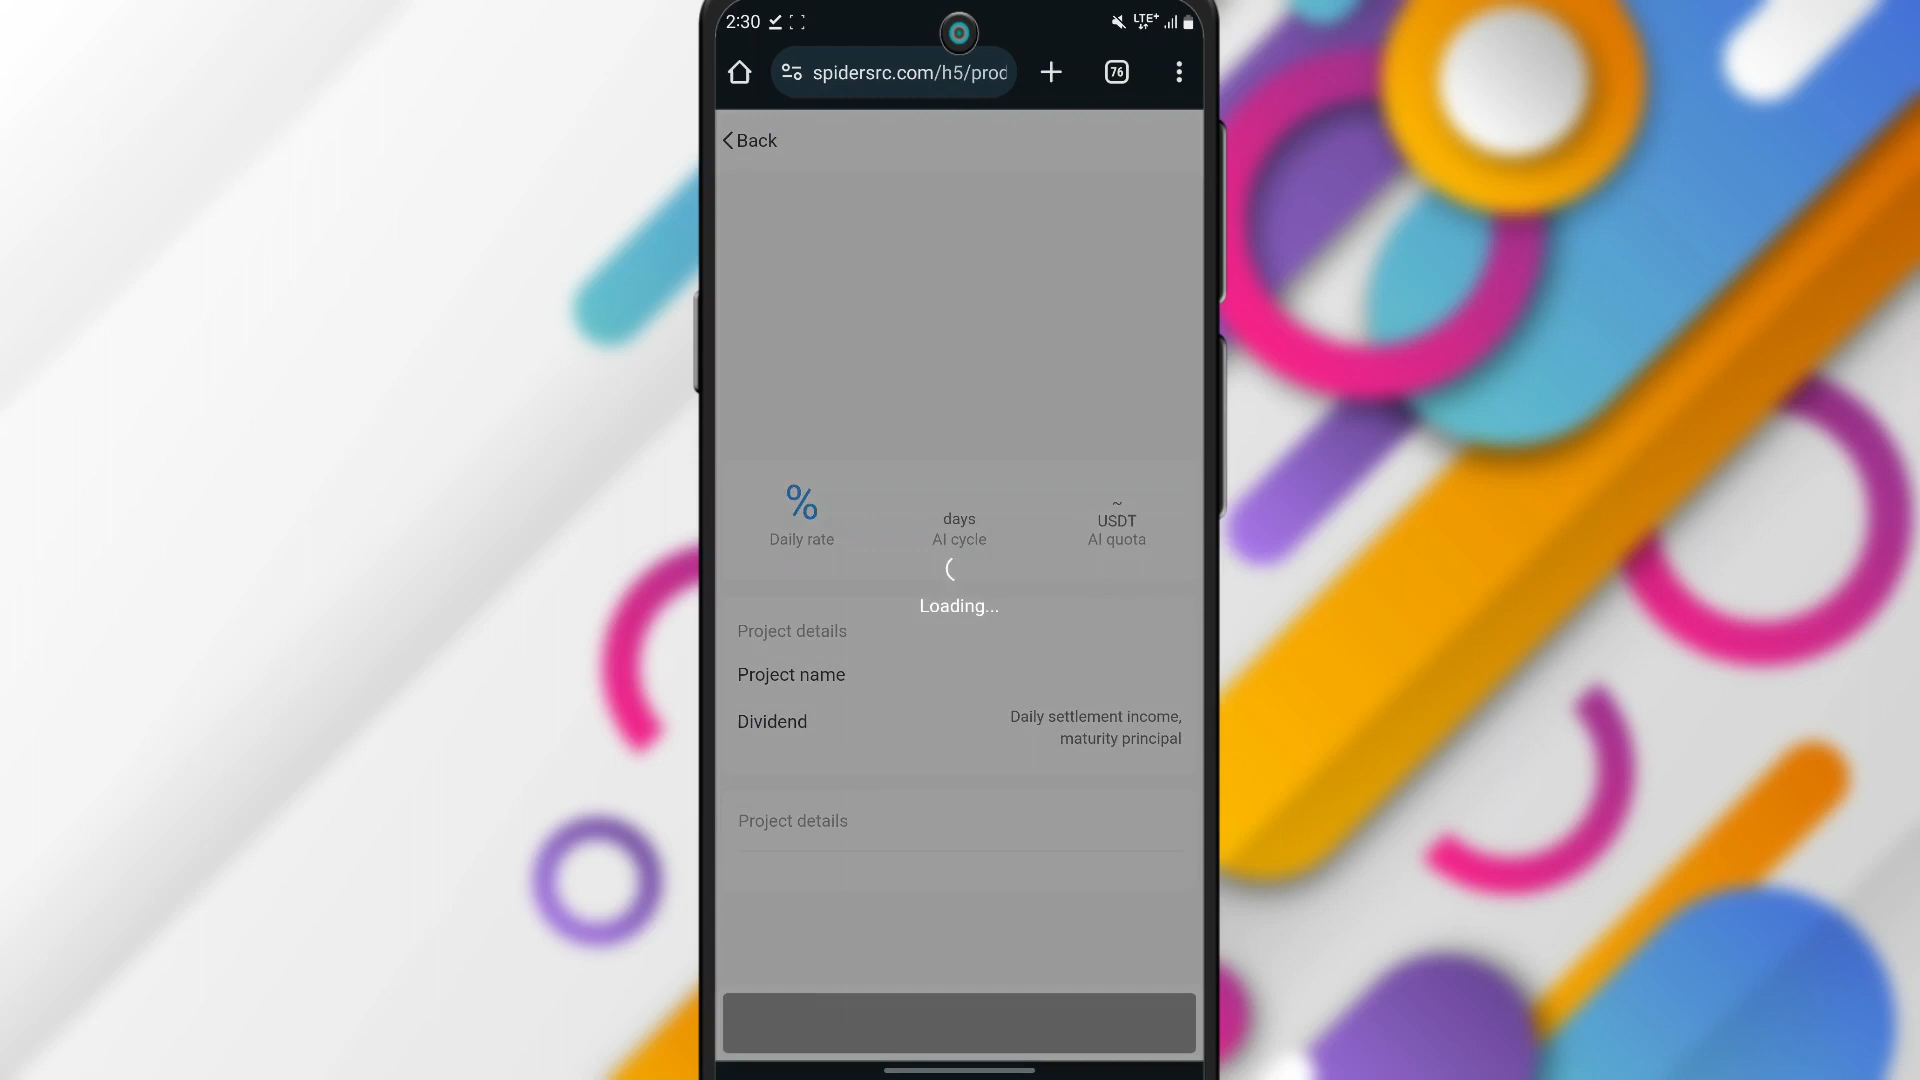 2:30
LTE+
spidersrc.com/h5/prod
76
Back
%
Daily rate
days
AI cycle
~
USDT
AI quota
Loading...
Project details
Project name
Dividend
Daily settlement income,
maturity principal
Project details